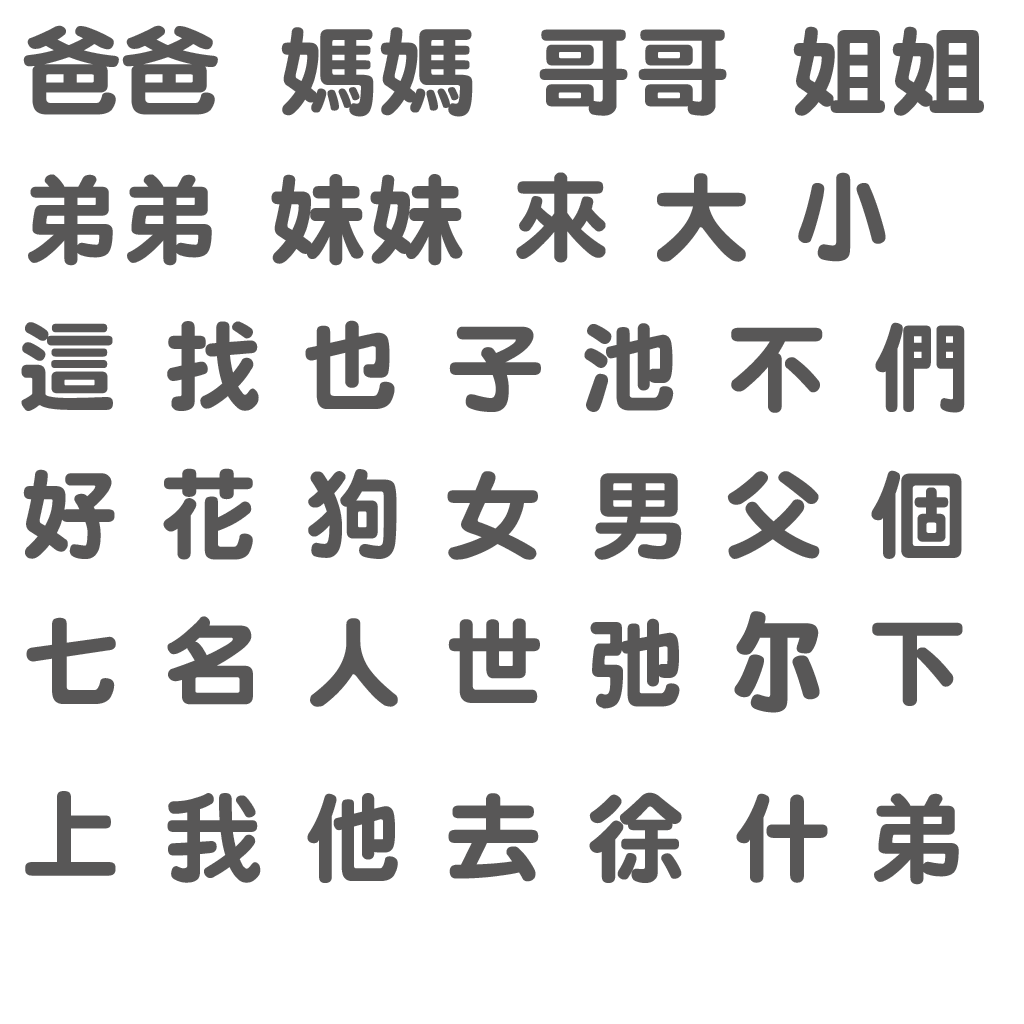 爸爸 媽媽 哥哥 姐姐
弟弟 妹妹 來 大 小
這 找 也 子 池 不 們
好 花 狗 女 男 父 個
七 名 人 世 弛 尔 下
上 我 他 去 徐 什 弟